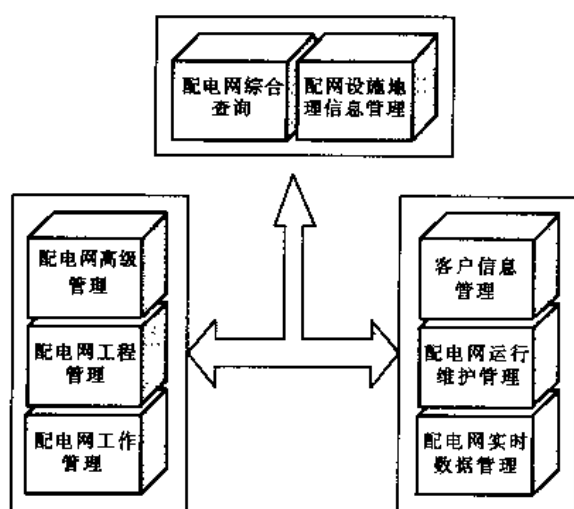 配电网综合
查询
配网设施地
理信息管理
配电网高级
管理
配电网工程
管理
配电网工作
管理
客户信息
管理
配电网运行
维护管理
配电网实时
数据管理